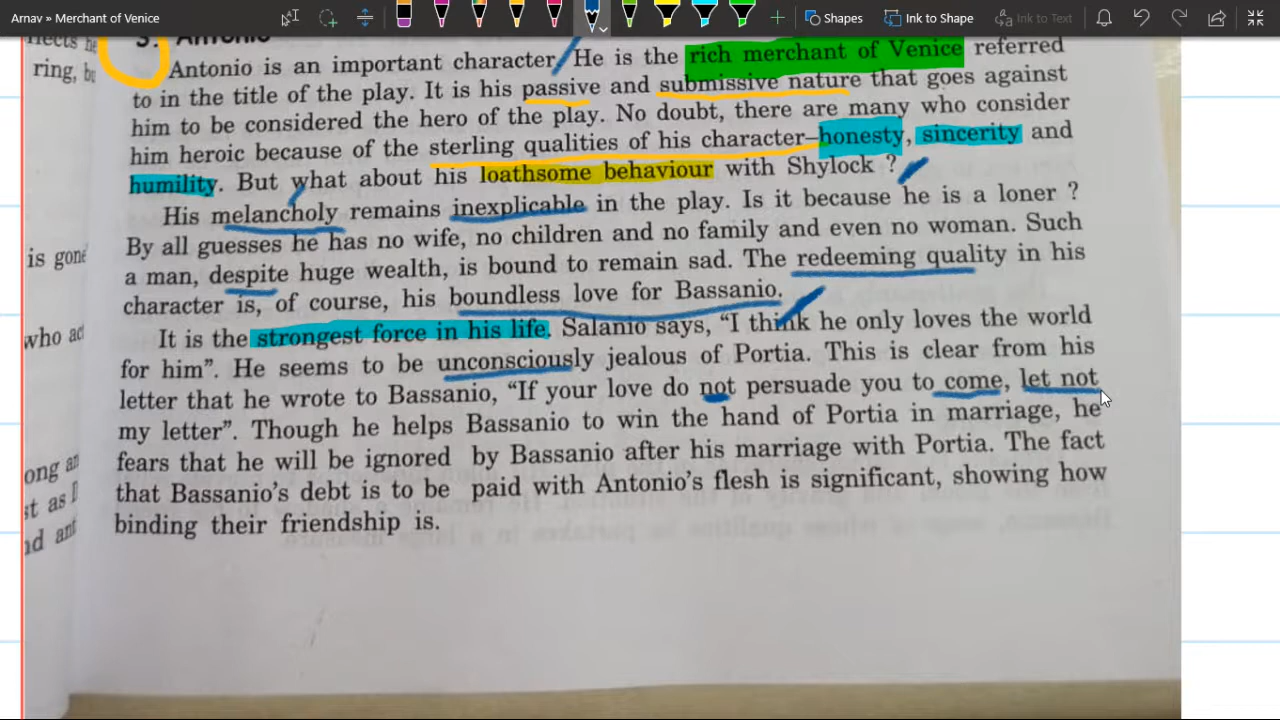 Arnav » Merchant of Venice
Shapes
Ink to Shape
Ink to Text
3. Antonio
ring,
Antonio is an important character. He is the rich merchant of Venice referred
to in the title of the play. It is his passive and submissive nature that goes against
him to be considered the hero of the play. No doubt, there are many who consider
him heroic because of the sterling qualities of his character–honesty, sincerity and
humility. But what about his loathsome behaviour with Shylock ?
His melancholy remains inexplicable in the play. Is it because he is a loner ?
By all guesses he has no wife, no children and no family and even no woman. Such
is gone
a man, despite huge wealth, is bound to remain sad. The redeeming quality in his
character is, of course, his boundless love for Bassanio.
It is the strongest force in his life. Salanio says, “I think he only loves the world
who
for him”. He seems to be unconsciously jealous of Portia. This is clear from his
letter that he wrote to Bassanio, “If your love do not persuade you to come, let not
my letter”. Though he helps Bassanio to win the hand of Portia in marriage, he
fears that he will be ignored by Bassanio after his marriage with Portia. The fact
that Bassanio’s debt is to be paid with Antonio’s flesh is significant, showing how
binding their friendship is.